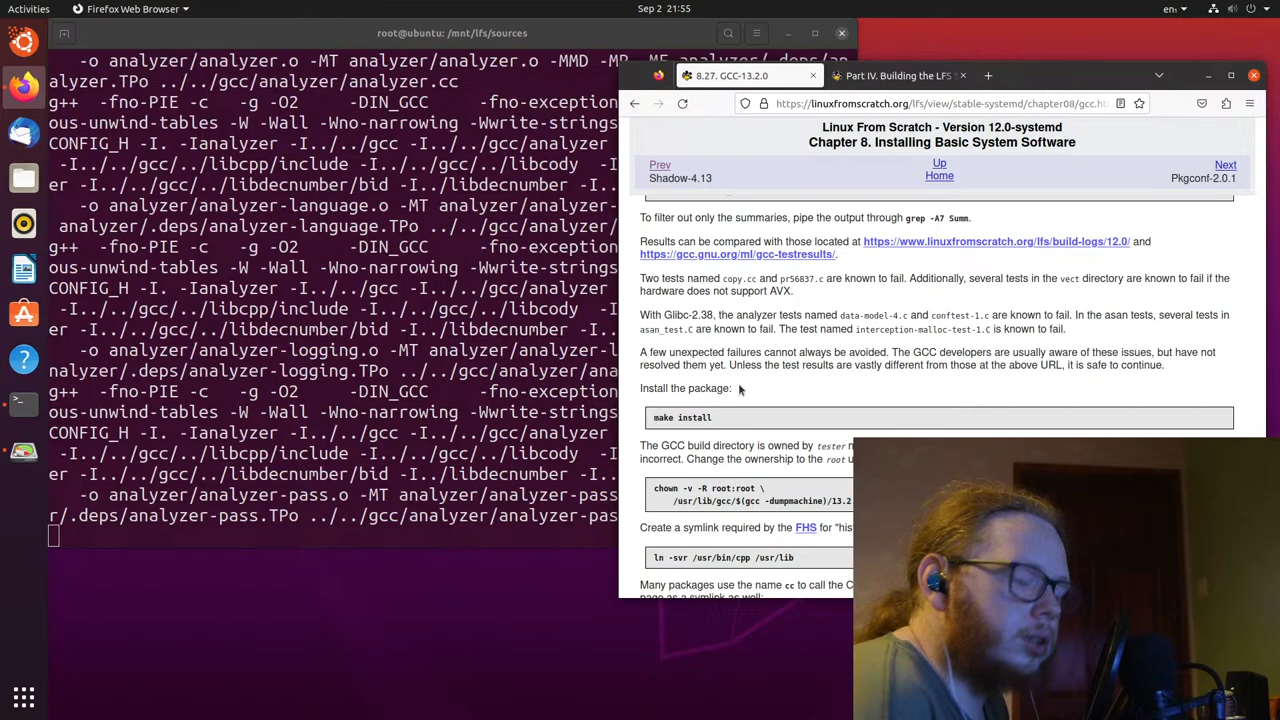 Activities
Firefox Web Browser
Sep 2 21:55
en
root@ubuntu: /mnt/lfs/sources
-o analyzer/analyzer.o -MT analyzer/analyzer.o -MMD -MP -MF analyzer/.deps/an
alyzer.TPo ../../gcc/analyzer/analyzer.cc
g++ -fno-PIE -c -g -O2 -DIN_GCC -fno-exception
ous-unwind-tables -W -Wall -Wno-narrowing -Wwrite-string
CONFIG_H -I. -Ianalyzer -I../../gcc -I../../gcc/analyzer
-I../../gcc/../libcpp/include -I../../gcc/../libcody
er -I../../gcc/../libdecnumber/bid -I../libdecnumber -I.
-o analyzer/analyzer-language.o -MT analyzer/analyzer-
analyzer/.deps/analyzer-language.TPo ../../gcc/analyzer
g++ -fno-PIE -c -g -O2 -DIN_GCC -fno-exception
ous-unwind-tables -W -Wall -Wno-narrowing -Wwrite-strings
CONFIG_H -I. -Ianalyzer -I../../gcc -I../../gcc/analyzer
-I../../gcc/../libcpp/include -I../../gcc/../libcody
er -I../../gcc/../libdecnumber/bid -I../libdecnumber -I.
-o analyzer/analyzer-logging.o -MT analyzer/analyzer-l
/.deps/analyzer-logging.TPo ../../gcc/analyzer/analyzer-l
g++ -fno-PIE -c -g -O2 -DIN_GCC -fno-exception
ous-unwind-tables -W -Wall -Wno-narrowing -Wwrite-strings
CONFIG_H -I. -Ianalyzer -I../../gcc -I../../gcc/analyzer
-I../../gcc/../libcpp/include -I../../gcc/../libcody
er -I../../gcc/../libdecnumber/bid -I../libdecnumber -I.
-o analyzer/analyzer-pass.o -MT analyzer/analyzer-pass
r/.deps/analyzer-pass.TPo ../../gcc/analyzer/analyzer-pas
8.27. GCC-13.2.0
Part IV. Building the LFS S
https://linuxfromscratch.org/lfs/view/stable-systemd/chapter08/gcc.ht
Linux From Scratch - Version 12.0-systemd
Chapter 8. Installing Basic System Software
Prev
Up
Next
Shadow-4.13
Home
Pkgconf-2.0.1
To filter out only the summaries, pipe the output through grep -A7 Summ.
Results can be compared with those located at https://www.linuxfromscratch.org/lfs/build-logs/12.0/ and
https://gcc.gnu.org/ml/gcc-testresults/.
Two tests named copy.cc and pr56837.c are known to fail. Additionally, several tests in the vect directory are known to fail if the
hardware does not support AVX.
With Glibc-2.38, the analyzer tests named data-model-4.c and conftest-1.c are known to fail. In the asan tests, several tests in
asan_test.C are known to fail. The test named interception-malloc-test-1.C is known to fail.
A few unexpected failures cannot always be avoided. The GCC developers are usually aware of these issues, but have not
resolved them yet. Unless the test results are vastly different from those at the above URL, it is safe to continue.
Install the package:
make install
The GCC build directory is owned by tester
incorrect. Change the ownership to the root u
chown -v -R root:root \
/usr/lib/gcc/$(gcc -dumpmachine)/13.2
Create a symlink required by the FHS for "his
ln -svr /usr/bin/cpp /usr/lib
Many packages use the name cc to call the C
page as a symlink as well: